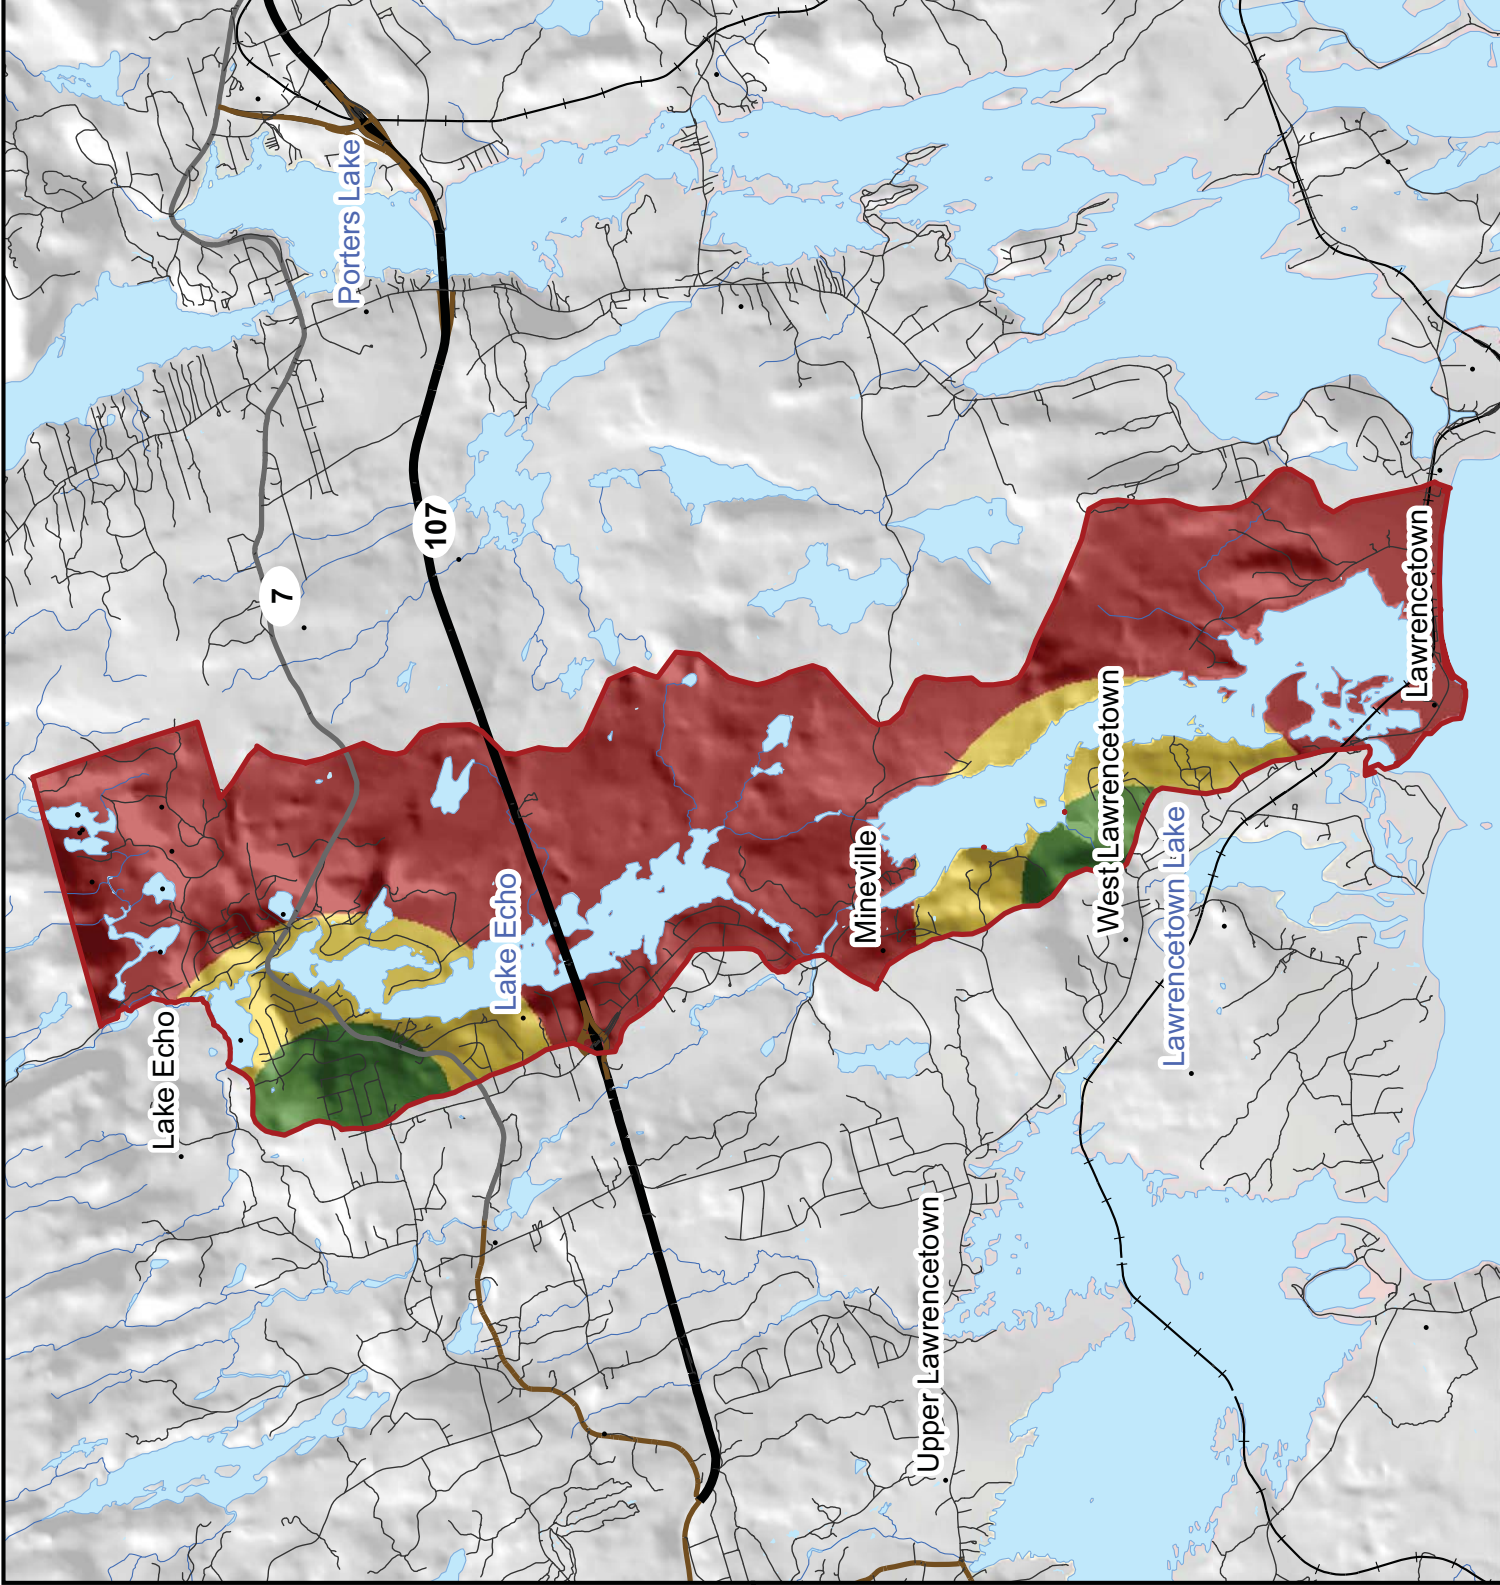 Porters Lake
7
107
Lake Echo
Lake Echo
Mineville
West Lawrencetown
Lawrencetown
Lawrencetown Lake
Upper Lawrencetown